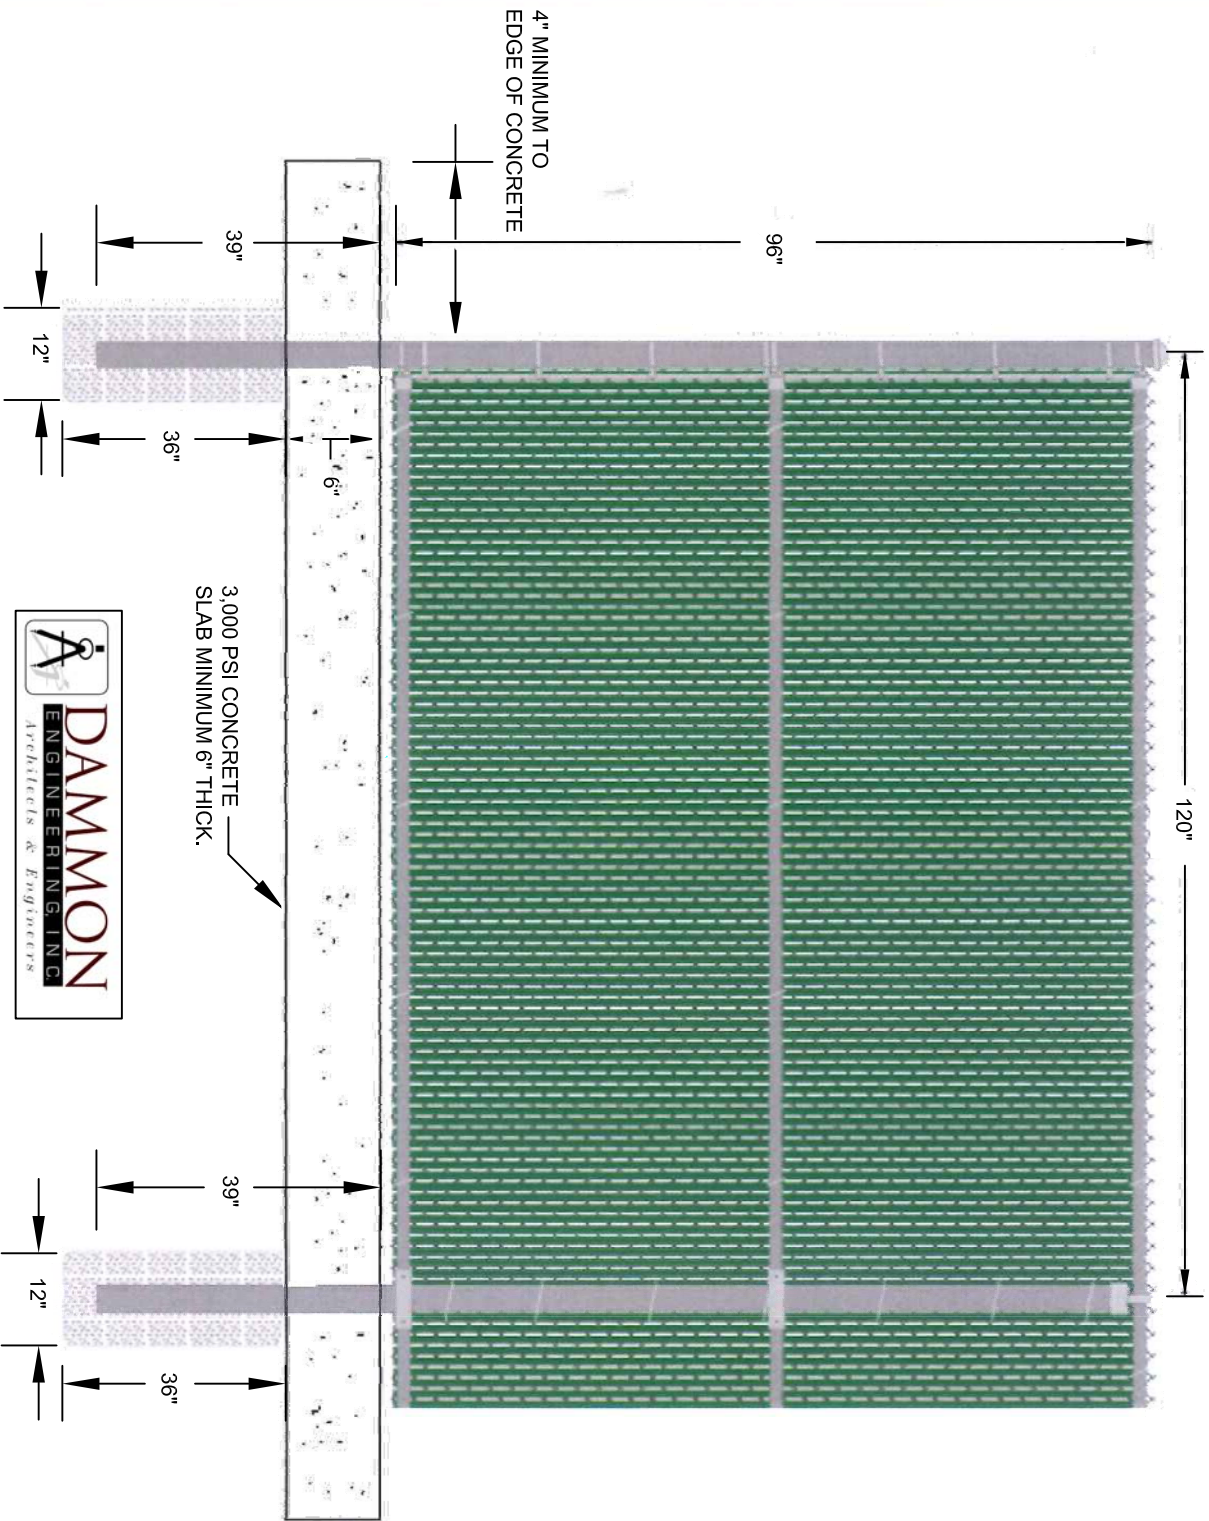 120"
96"
4" MINIMUM TO
EDGE OF CONCRETE
39"
39"
6"
12"
36"
12"
36"
3,000 PSI CONCRETE
SLAB MINIMUM 6" THICK.
DAMMON
ENGINEERING, INC.
Architects & Engineers